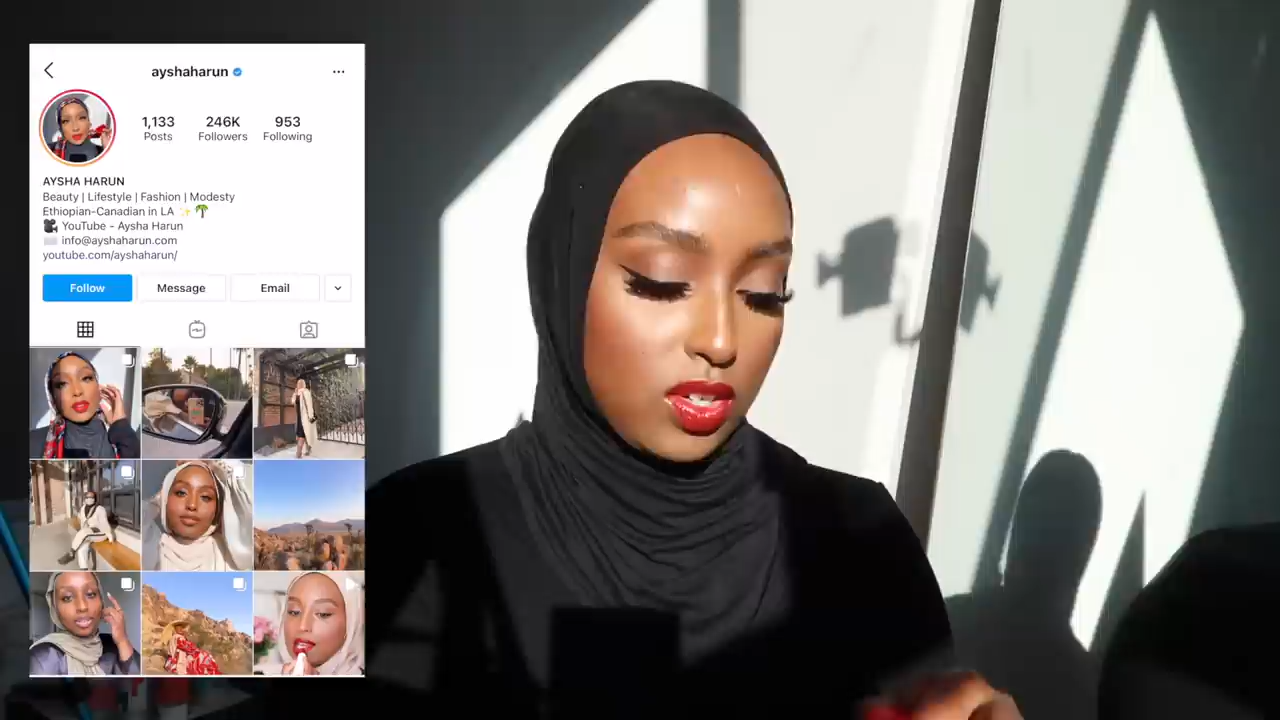 ayshaharun
1,133 246K 953
Posts Followers Following
AYSHA HARUN
Beauty | Lifestyle | Fashion | Modesty
Ethiopian-Canadian in LA ✨🌴
🎥 YouTube - Aysha Harun
⌨️ info@ayshaharun.com
youtube.com/ayshaharun/
Follow Message Email